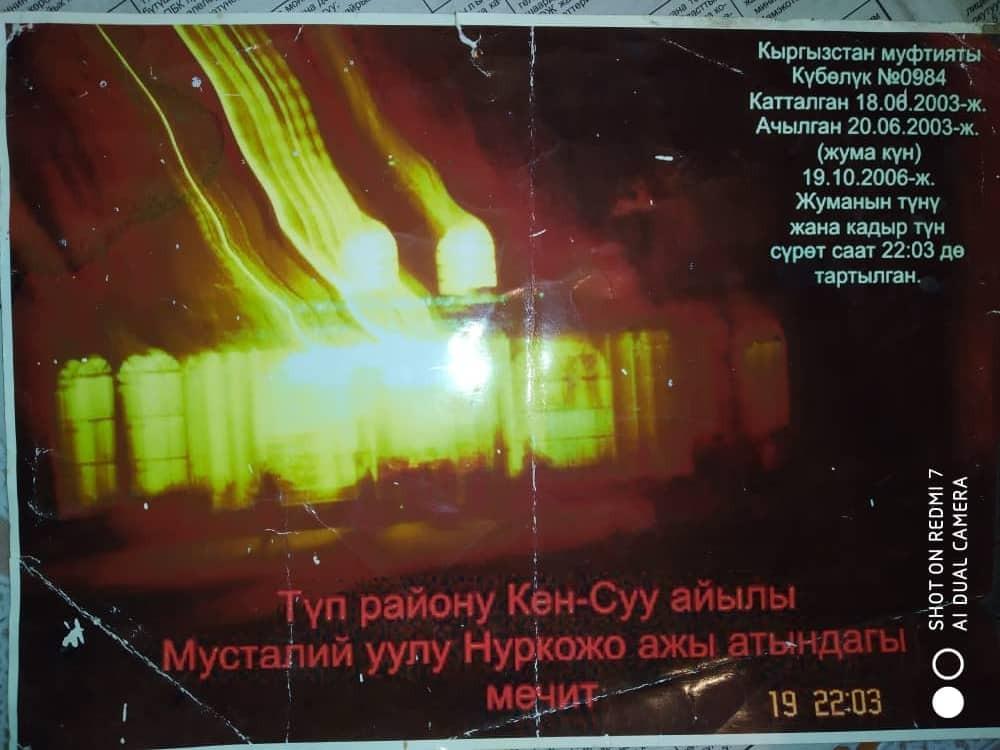 Кыргызстан муфтияты
Күбөлүк №0984
Катталган 18.06.2003-ж.
Ачылган 20.06.2003-ж.
(жума күн)
19.10.2006-ж.
Жуманын түнү
жана кадыр түн
сүрөт саат 22:03 дө
тартылган.
Түп району Кең-Суу айылы
Мусталий уулу Нуркожо ажы атындагы
мечит
19 22:03
SHOT ON REDMI 7
AI DUAL CAMERA